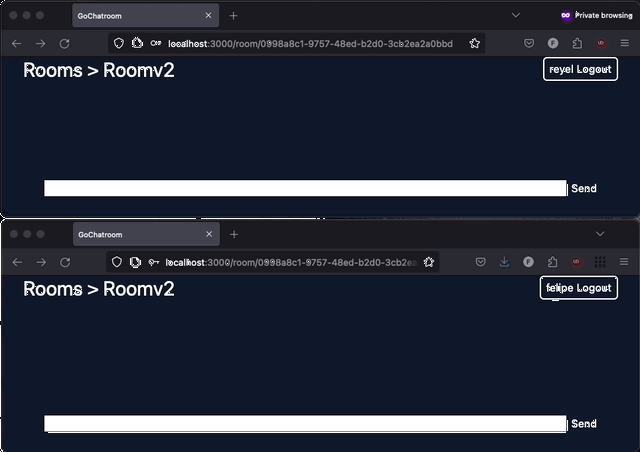 GoChatroom
Private browsing
localhost:3000/room/0998a8c1-9757-48ed-b2d0-3cb2ea2a0bbd
Rooms > Roomv2
reyel Logout
Send
GoChatroom
localhost:3000/room/0998a8c1-9757-48ed-b2d0-3cb2ea
Rooms > Roomv2
felipe Logout
Send